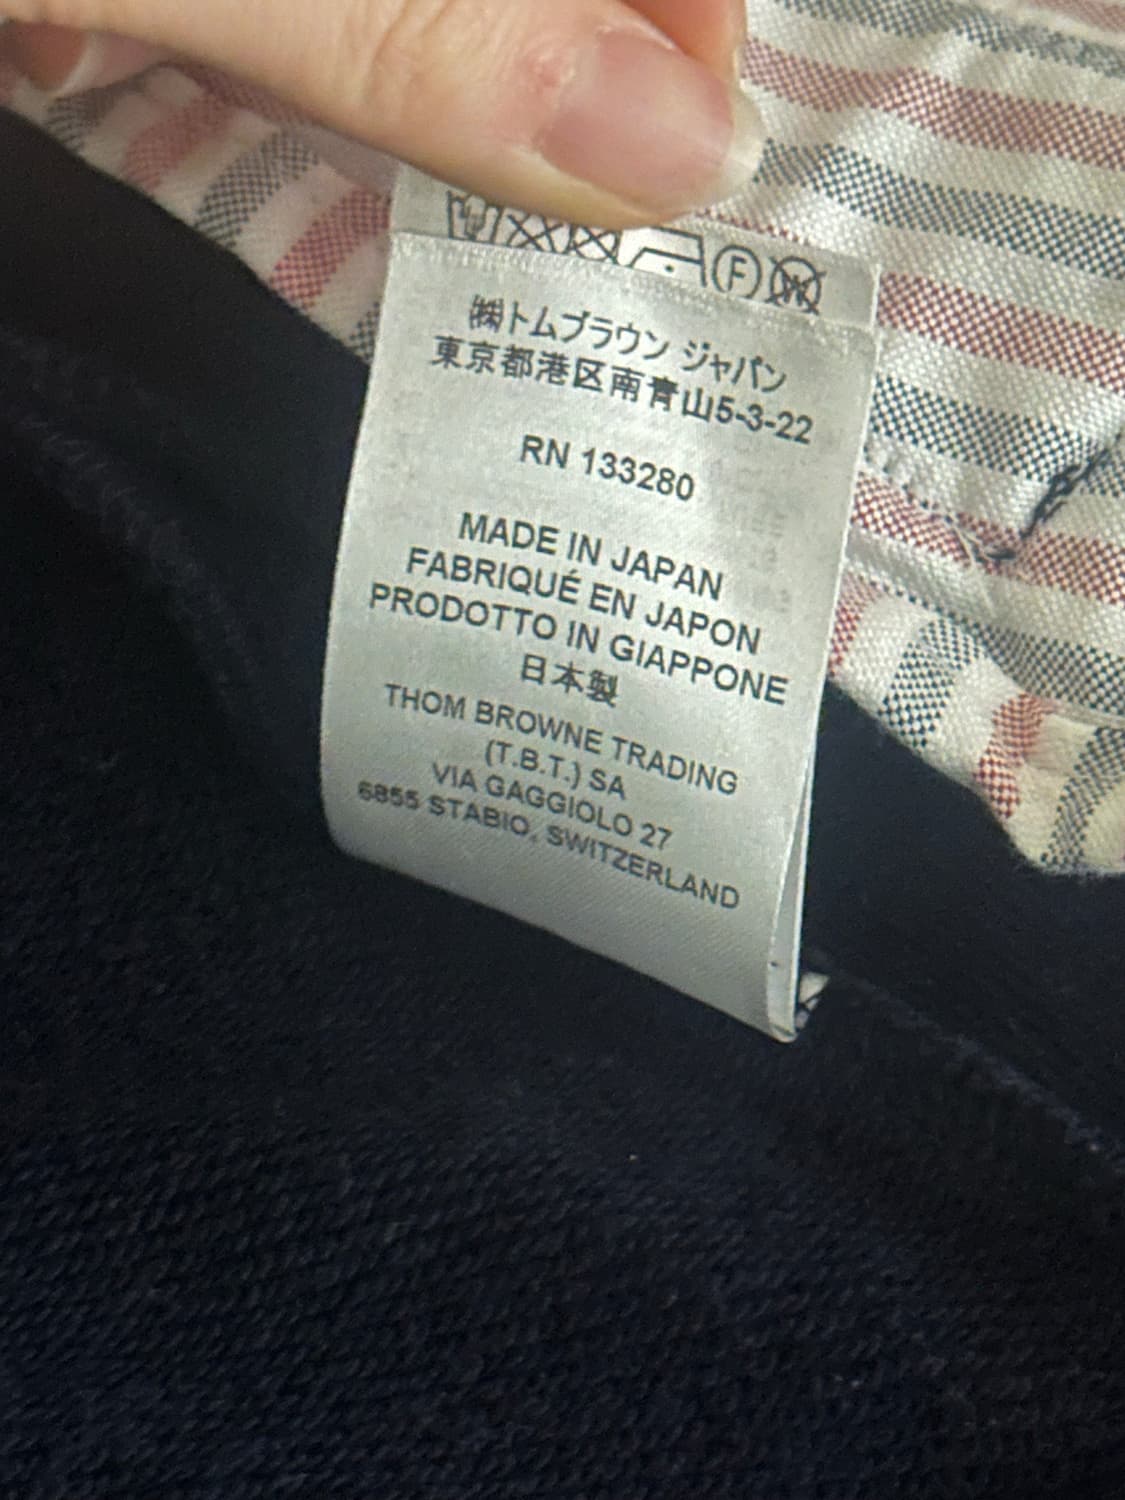 ㈱トムブラウン ジャパン
東京都港区南青山5-3-22
RN 133280
MADE IN JAPAN
FABRIQUÉ EN JAPON
PRODOTTO IN GIAPPONE
日本製
THOM BROWNE TRADING
(T.B.T.) SA
VIA GAGGIOLO 27
6855 STABIO, SWITZERLAND